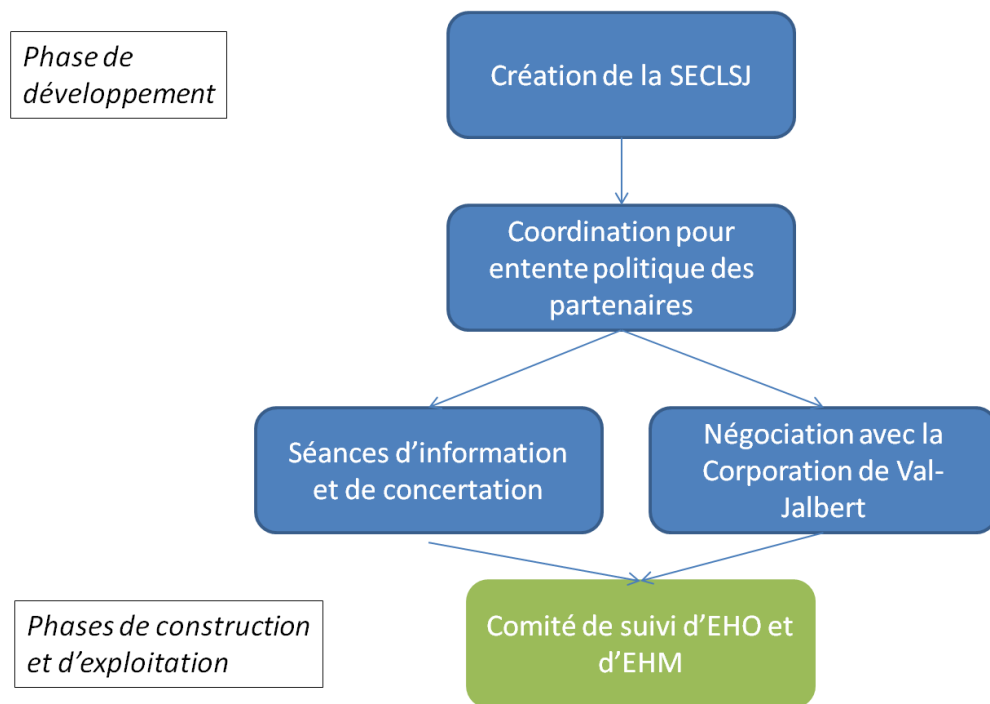 Phase de
développement
Création de la SECLSJ
Coordination pour
entente politique des
partenaires
Séances d’information
et de concertation
Négociation avec la
Corporation de Val-
Jalbert
Phases de construction
et d’exploitation
Comité de suivi d’EHO et
d’EHM